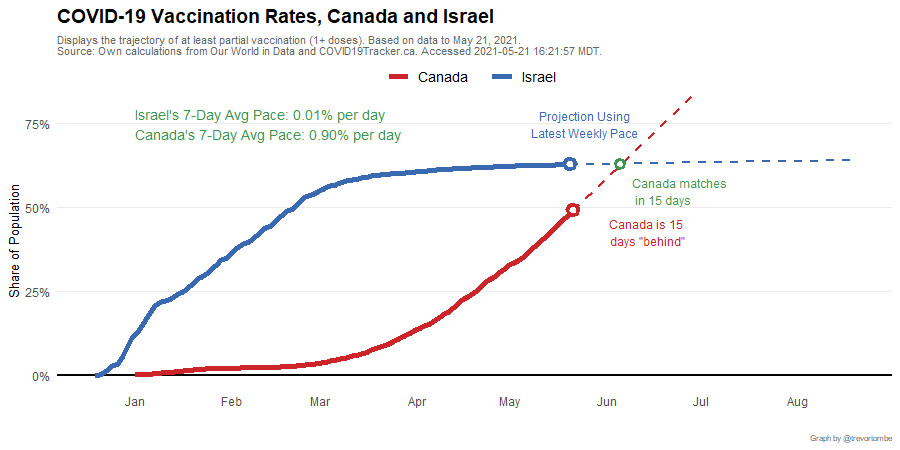 COVID-19 Vaccination Rates, Canada and Israel
Displays the trajectory of at least partial vaccination (1+ doses). Based on data to May 21, 2021.
Source: Own calculations from Our World in Data and COVID19Tracker.ca. Accessed 2021-05-21 16:21:57 MDT.
Canada Israel
Israel's 7-Day Avg Pace: 0.01% per day
Canada's 7-Day Avg Pace: 0.90% per day
Projection Using
Latest Weekly Pace
Canada matches
in 15 days
Canada is 15
days "behind"
Share of Population
75%
50%
25%
0%
Jan Feb Mar Apr May Jun Jul Aug
Graph by @trevortombe